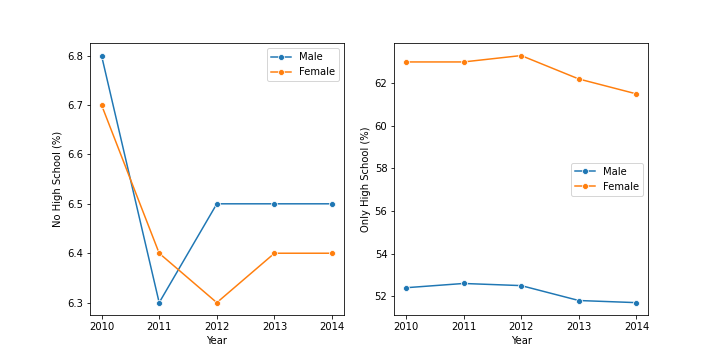 No High School (%)
6.8
6.7
6.6
6.5
6.4
6.3
2010 2011 2012 2013 2014
Year
Male
Female
Only High School (%)
62
60
58
56
54
52
2010 2011 2012 2013 2014
Year
Male
Female